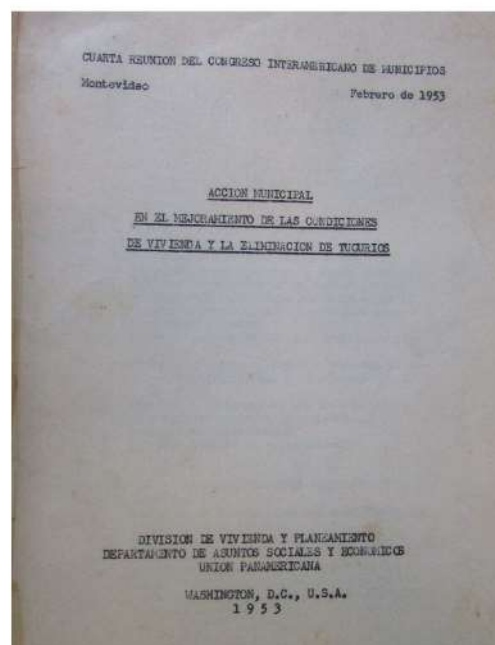 CUARTA REUNION DEL CONGRESO INTERAMERICANO DE MUNICIPIOS
Montevideo Febrero de 1953
ACCION MUNICIPAL
EN EL MEJORAMIENTO DE LAS CONDICIONES
DE VIVIENDA Y LA ELIMINACION DE TUGURIOS
DIVISION DE VIVIENDA Y PLANEAMIENTO
DEPARTAMENTO DE ASUNTOS SOCIALES Y ECONOMICOS
UNION PANAMERICANA
WASHINGTON, D.C., U.S.A.
1 9 5 3